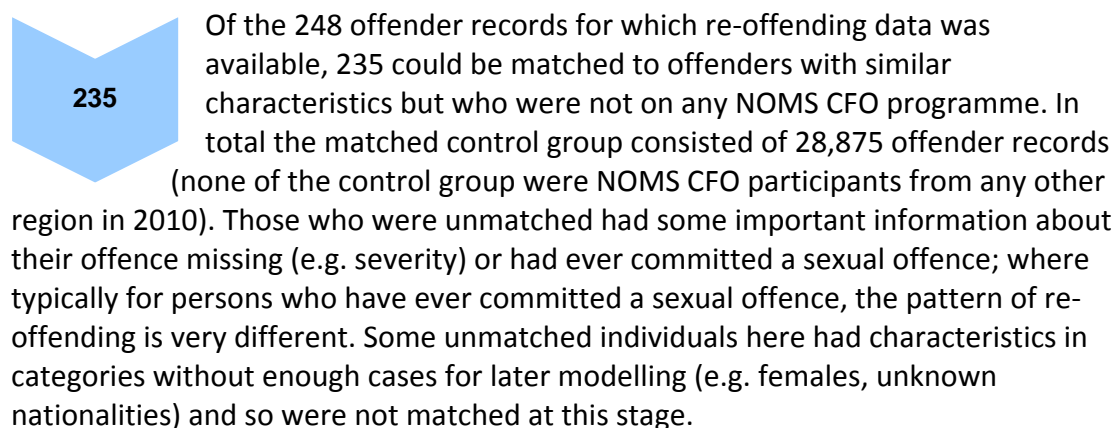 Of the 248 offender records for which re-offending data was
available, 235 could be matched to offenders with similar
235
characteristics but who were not on any NOMS CFO programme. In
total the matched control group consisted of 28,875 offender records
(none of the control group were NOMS CFO participants from any other
region in 2010). Those who were unmatched had some important information about
their offence missing (e.g. severity) or had ever committed a sexual offence; where
typically for persons who have ever committed a sexual offence, the pattern of re-
offending is very different. Some unmatched individuals here had characteristics in
categories without enough cases for later modelling (e.g. females, unknown
nationalities) and so were not matched at this stage.